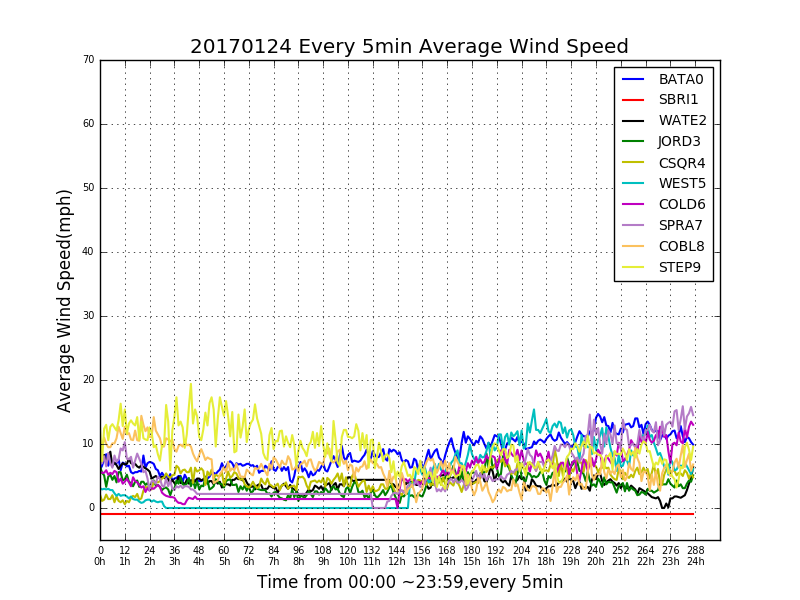 20170124 Every 5min Average Wind Speed
70
60
50
40
30
20
10
0
Average Wind Speed(mph)
BATA0
SBRI1
WATE2
JORD3
CSQR4
WEST5
COLD6
SPRA7
COBL8
STEP9
0 12 24 36 48 60 72 84 96 108 120 132 144 156 168 180 192 204 216 228 240 252 264 276 288
0h 1h 2h 3h 4h 5h 6h 7h 8h 9h 10h 11h 12h 13h 14h 15h 16h 17h 18h 19h 20h 21h 22h 23h 24h
Time from 00:00 ~23:59,every 5min